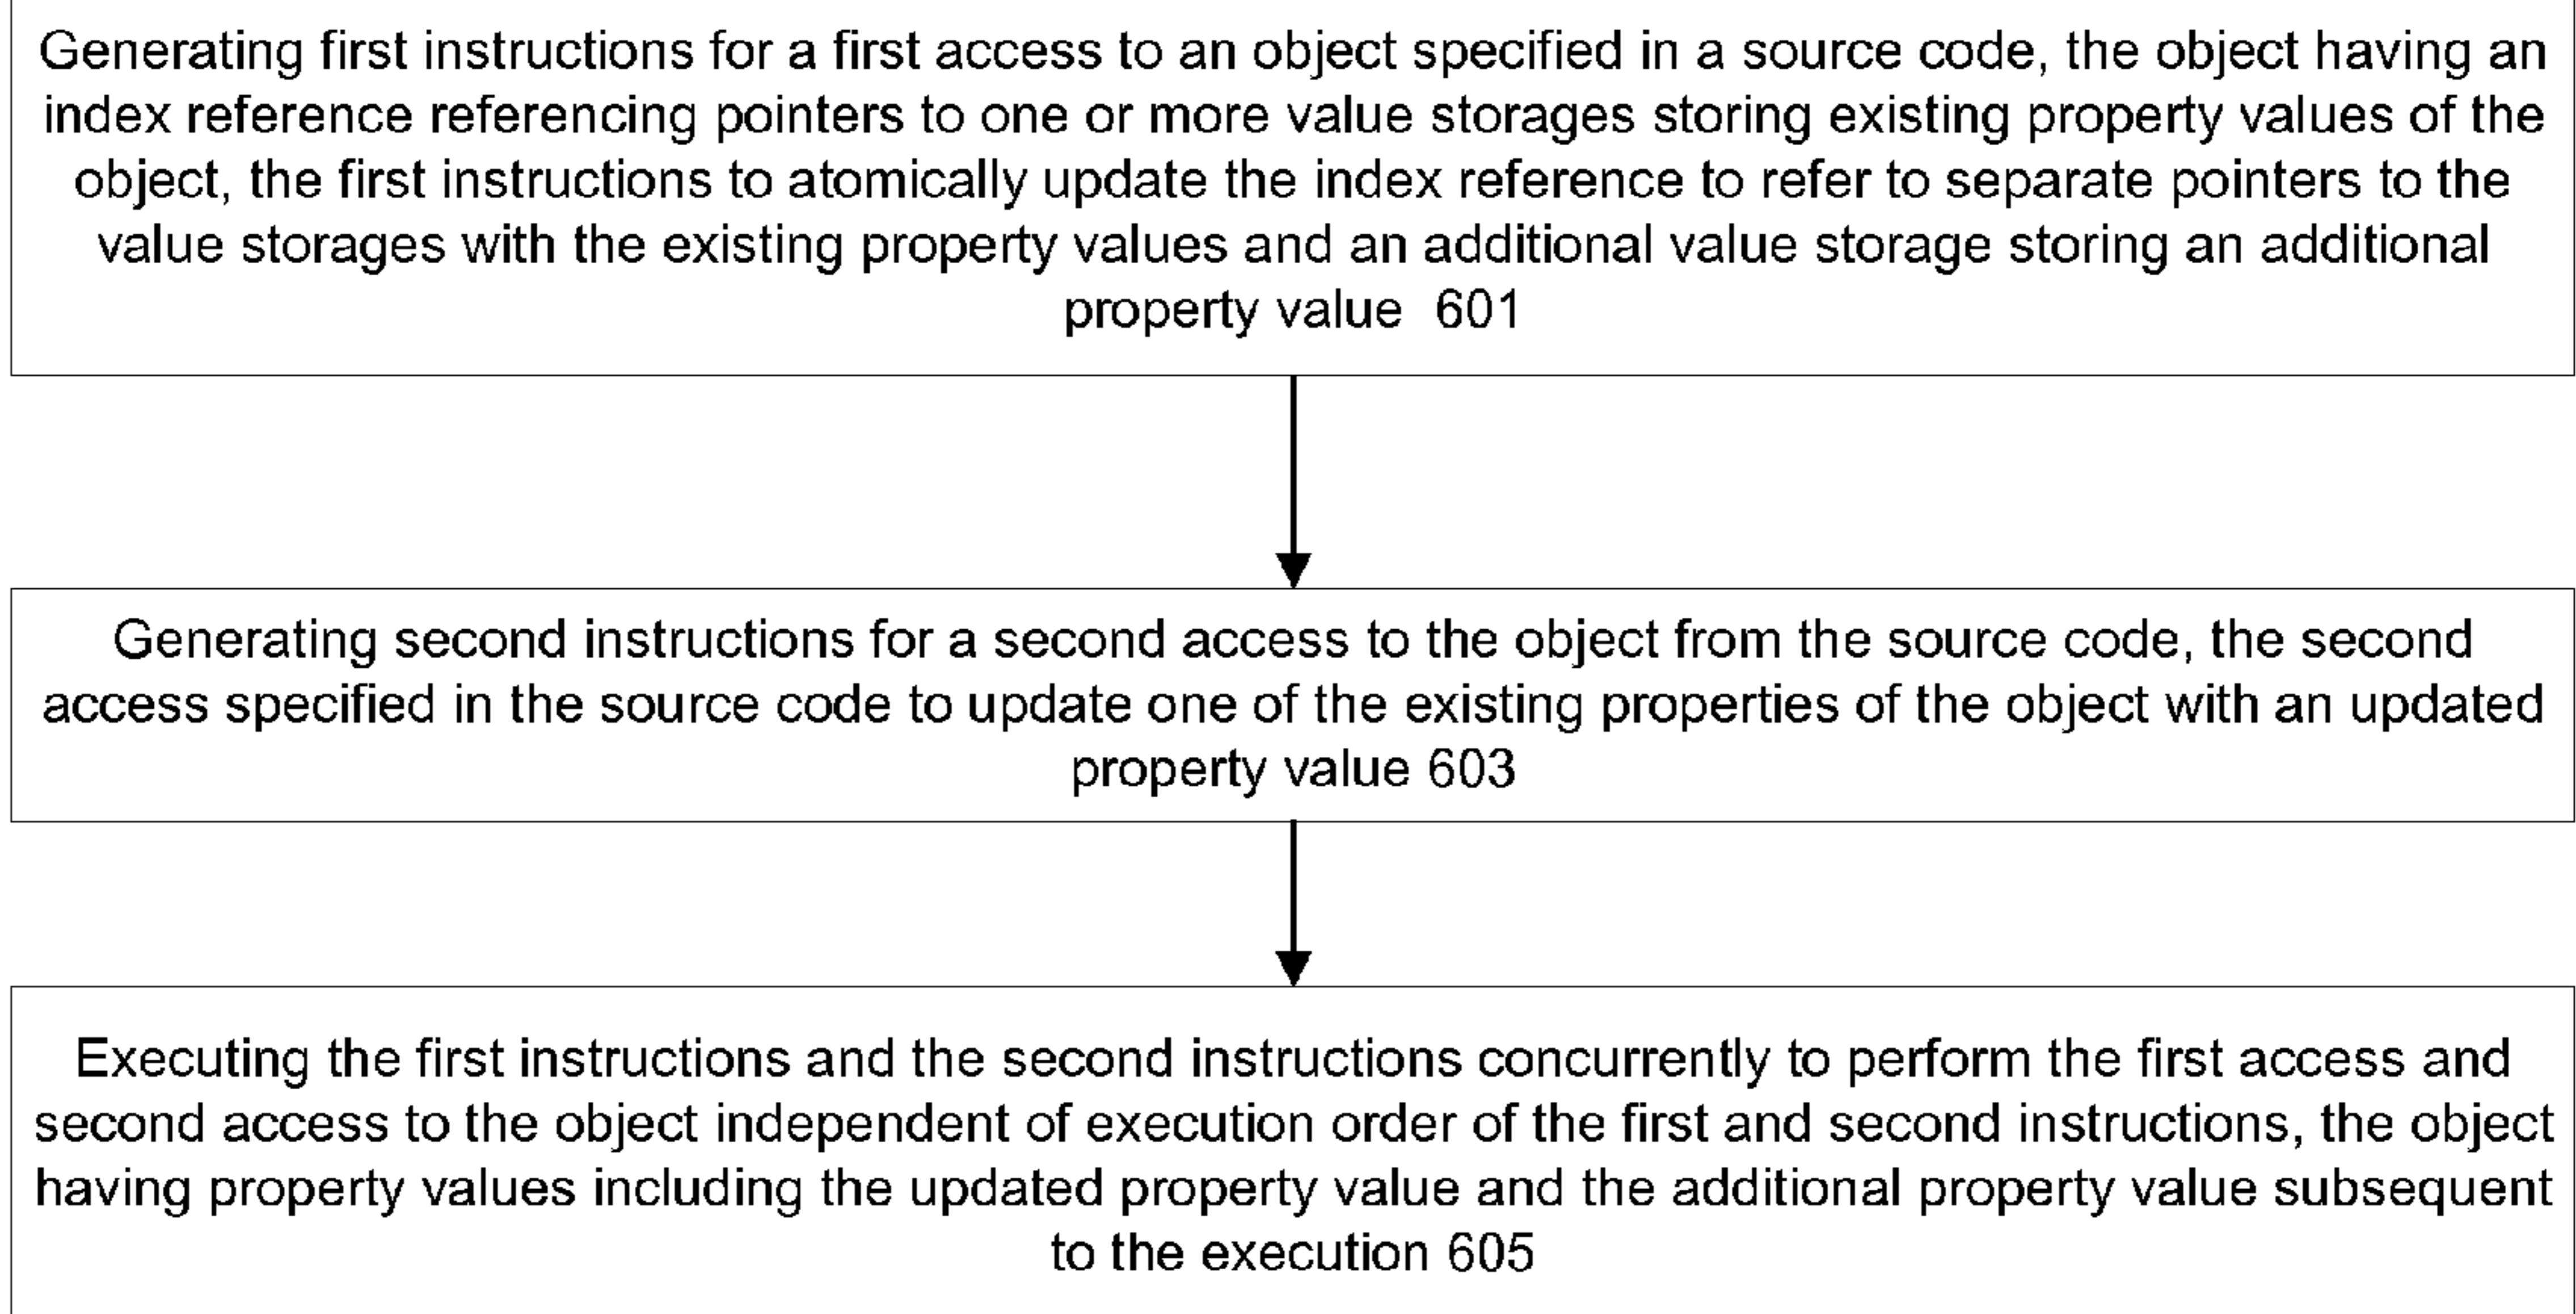 Generating first instructions for a first access to an object specified in a source code, the object having an
index reference referencing pointers to one or more value storages storing existing property values of the
object, the first instructions to atomically update the index reference to refer to separate pointers to the
value storages with the existing property values and an additional value storage storing an additional
property value 601
Generating second instructions for a second access to the object from the source code, the second
access specified in the source code to update one of the existing properties of the object with an updated
property value 603
Executing the first instructions and the second instructions concurrently to perform the first access and
second access to the object independent of execution order of the first and second instructions, the object
having property values including the updated property value and the additional property value subsequent
to the execution 605